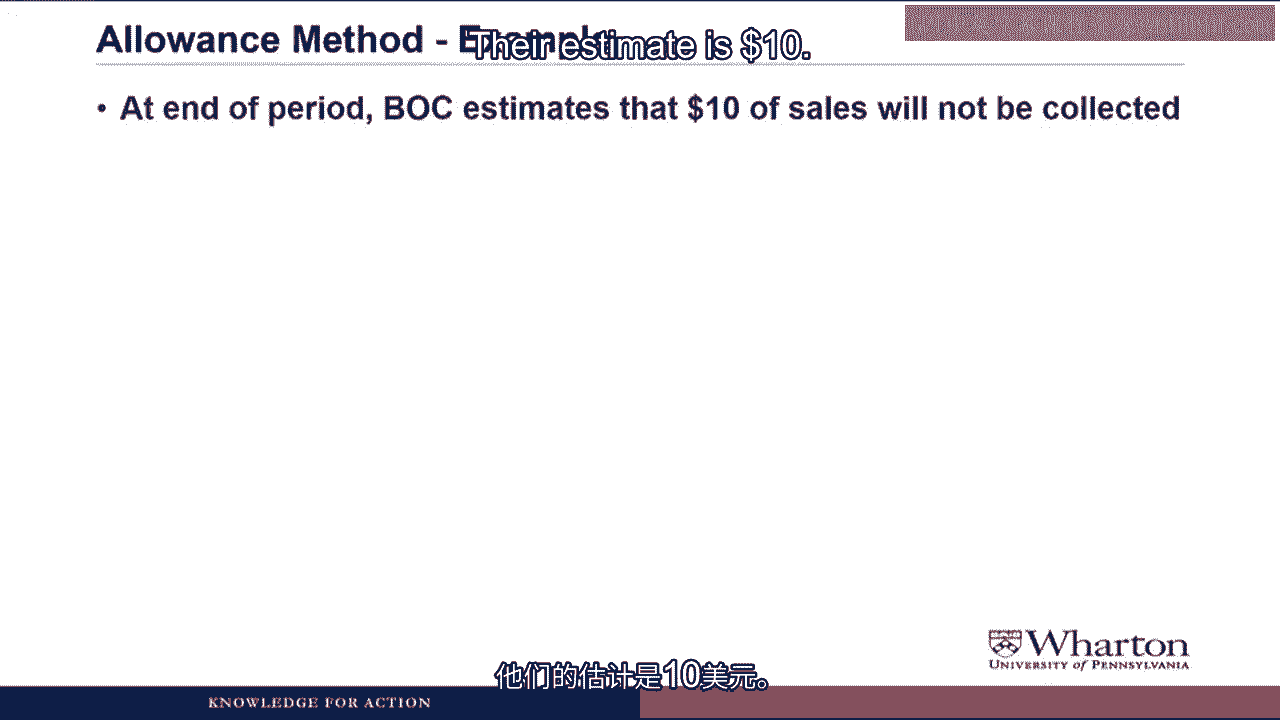 Allowance Method - Example
Their estimate is $10.
• At end of period, BOC estimates that $10 of sales will not be collected
Wharton
UNIVERSITY of PENNSYLVANIA
他们的估计是10美元。
KNOWLEDGE FOR ACTION